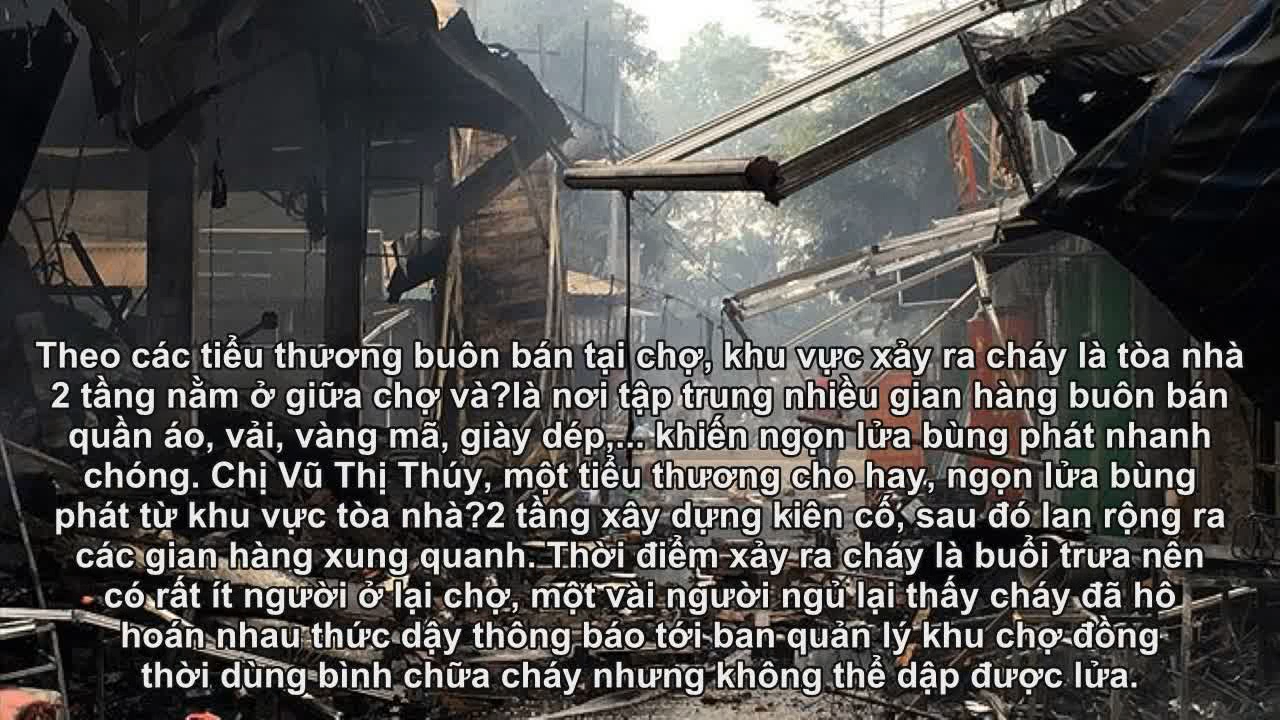 Theo các tiểu thương buôn bán tại chợ, khu vực xảy ra cháy là tòa nhà
2 tầng nằm ở giữa chợ và?là nơi tập trung nhiều gian hàng buôn bán
quần áo, vải, vàng mã, giày dép,... khiến ngọn lửa bùng phát nhanh
chóng. Chị Vũ Thị Thúy, một tiểu thương cho hay, ngọn lửa bùng
phát từ khu vực tòa nhà?2 tầng xây dựng kiên cố, sau đó lan rộng ra
các gian hàng xung quanh. Thời điểm xảy ra cháy là buổi trưa nên
có rất ít người ở lại chợ, một vài người ngủ lại thấy cháy đã hô
hoán nhau thức dậy thông báo tới ban quản lý khu chợ đồng
thời dùng bình chữa cháy nhưng không thể dập được lửa.